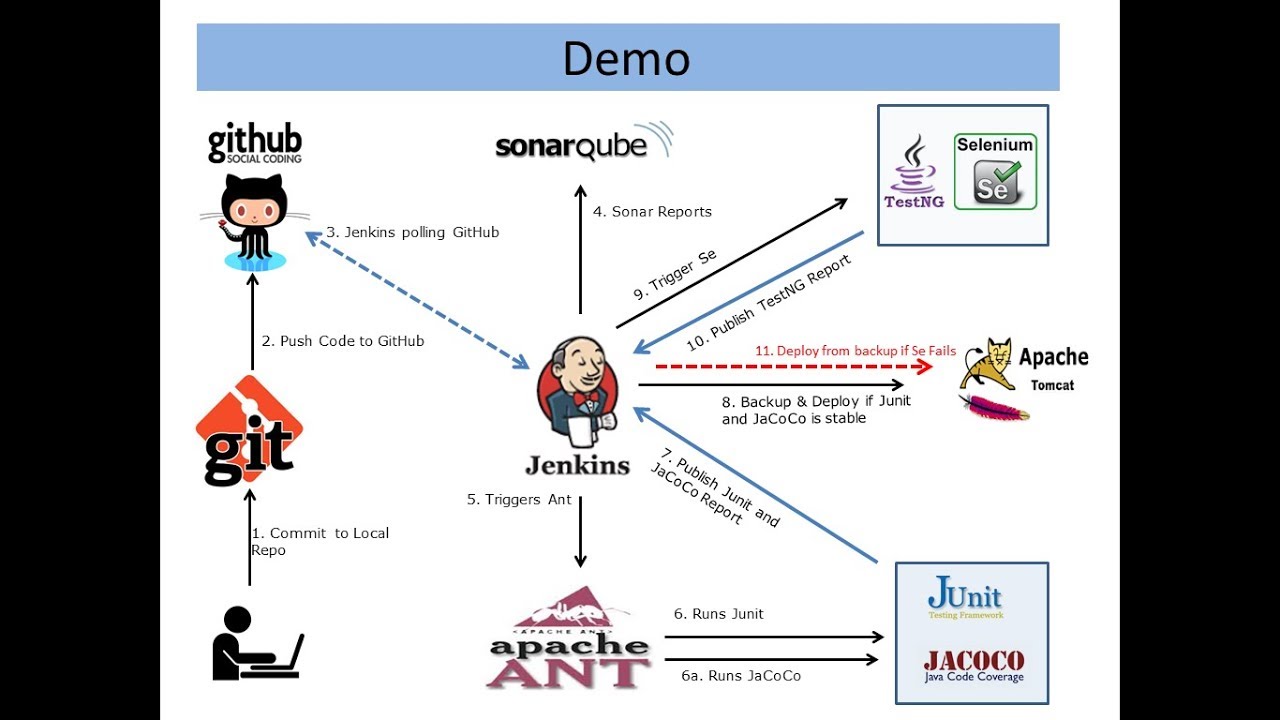 Demo
github
SOCIAL CODING
sonarqube
TestNG
Selenium
Se
3. Jenkins polling GitHub
4. Sonar Reports
9. Trigger Se
10. Publish TestNG Report
2. Push Code to GitHub
11. Deploy from backup if Se Fails
Apache
Tomcat
8. Backup & Deploy if Junit
and JaCoCo is stable
git
Jenkins
7. Publish Junit and
JaCoCo Report
5. Triggers Ant
1. Commit to Local
Repo
6. Runs Junit
6a. Runs JaCoCo
<APACHE ANT>
apache
ANT
JUnit
Testing Framework
JACOCO
Java Code Coverage